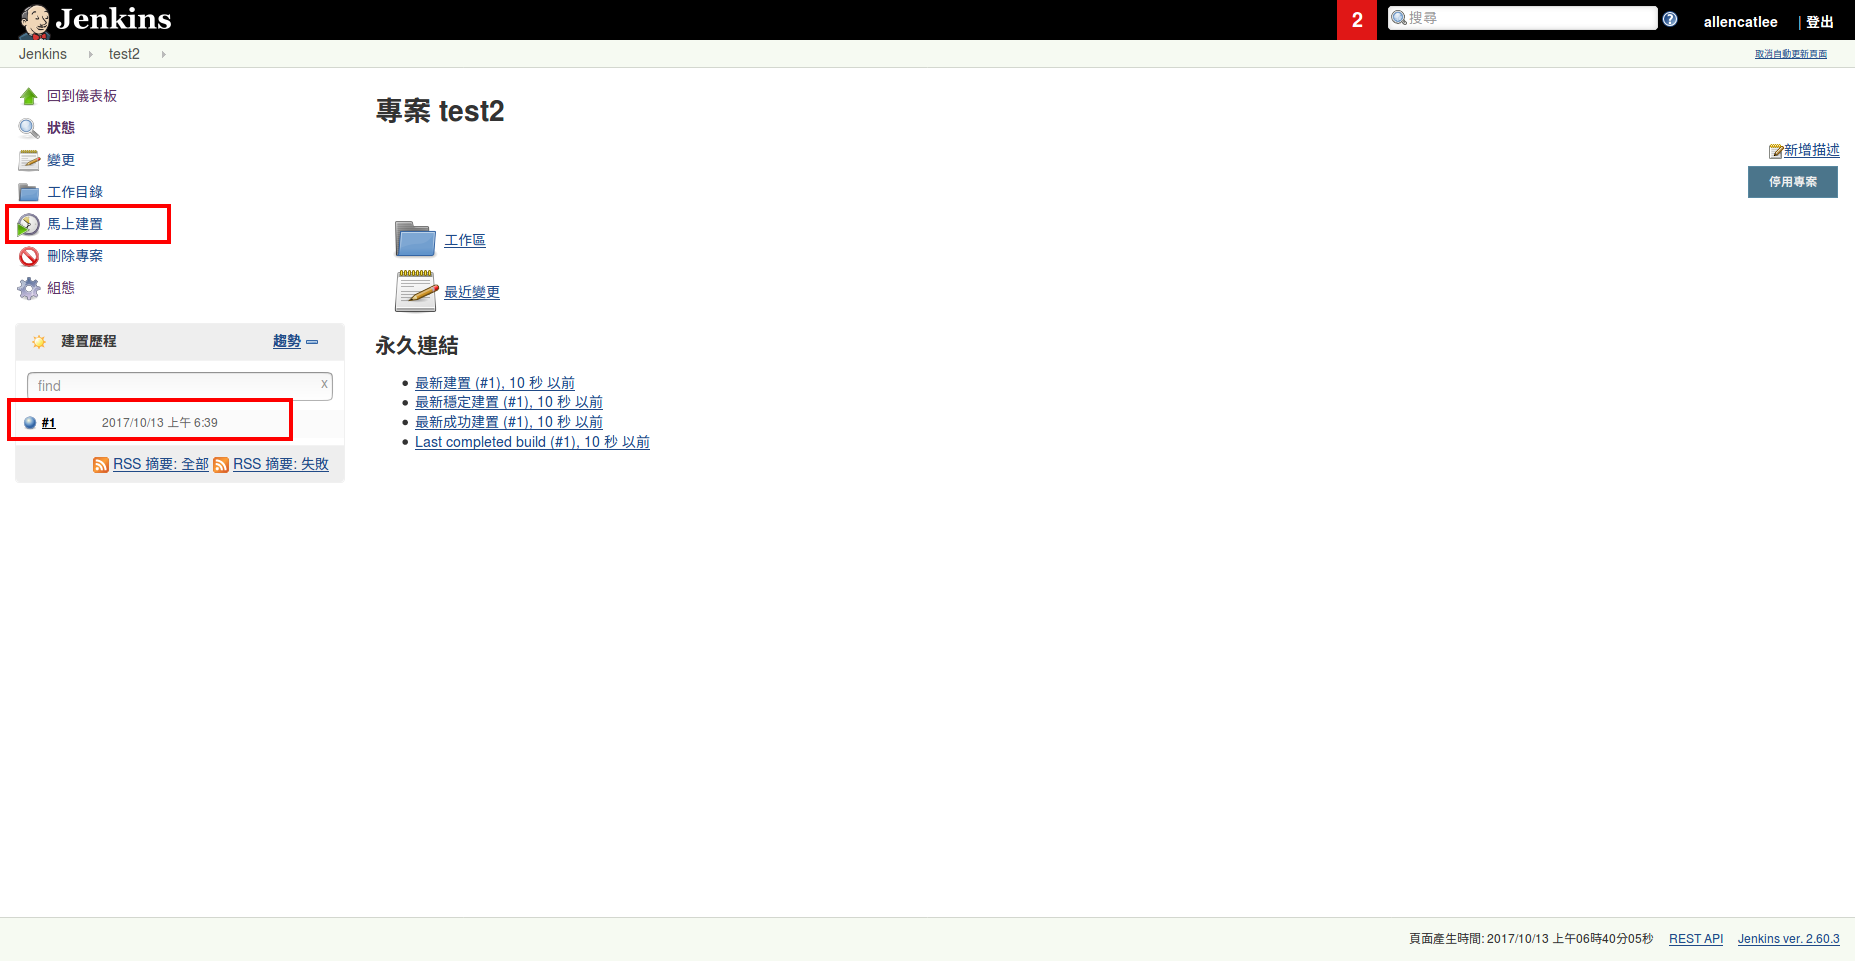 Jenkins
2 搜尋 allencatlee | 登出
Jenkins test2 取消自動更新頁面
回到儀表板
狀態
變更
工作目錄
馬上建置
刪除專案
組態
建置歷程 趨勢
find x
#1 2017/10/13 上午 6:39
RSS 摘要: 全部 RSS 摘要: 失敗
專案 test2
新增描述
停用專案
工作區
最近變更
永久連結
最新建置 (#1), 10 秒 以前
最新穩定建置 (#1), 10 秒 以前
最新成功建置 (#1), 10 秒 以前
Last completed build (#1), 10 秒 以前
頁面產生時間: 2017/10/13 上午06時40分05秒 REST API Jenkins ver. 2.60.3